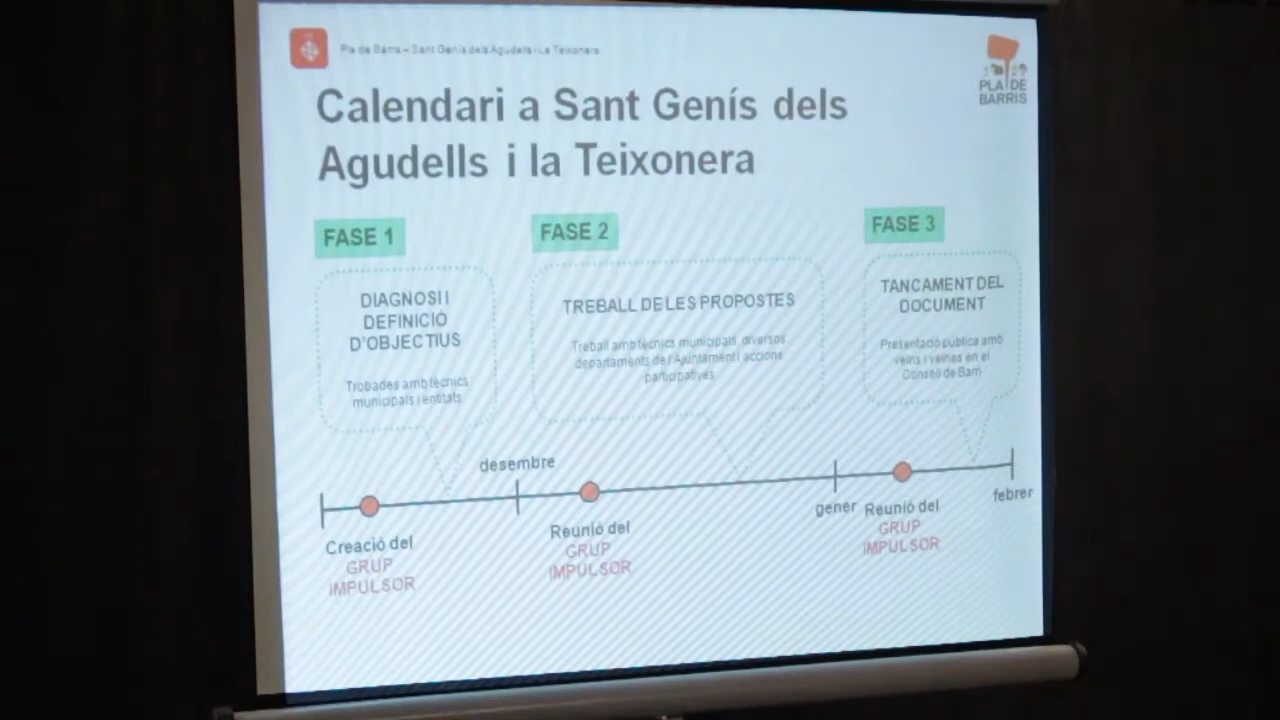 Pla de Barris – Sant Genís dels Agudells i La Teixonera
PLA DE
BARRIS
Calendari a Sant Genís dels
Agudells i la Teixonera
FASE 1
DIAGNOSI I
DEFINICIÓ
D'OBJECTIUS
Trobades amb tècnics
municipals i entitats
FASE 2
TREBALL DE LES PROPOSTES
Treball amb tècnics municipals, diversos
departaments de l'Ajuntament i accions
participatives
FASE 3
TANCAMENT DEL
DOCUMENT
Presentació pública amb
veïns i veïnes en el
Consell de Barri
desembre
gener
febrer
Creació del
GRUP
IMPULSOR
Reunió del
GRUP
IMPULSOR
Reunió del
GRUP
IMPULSOR